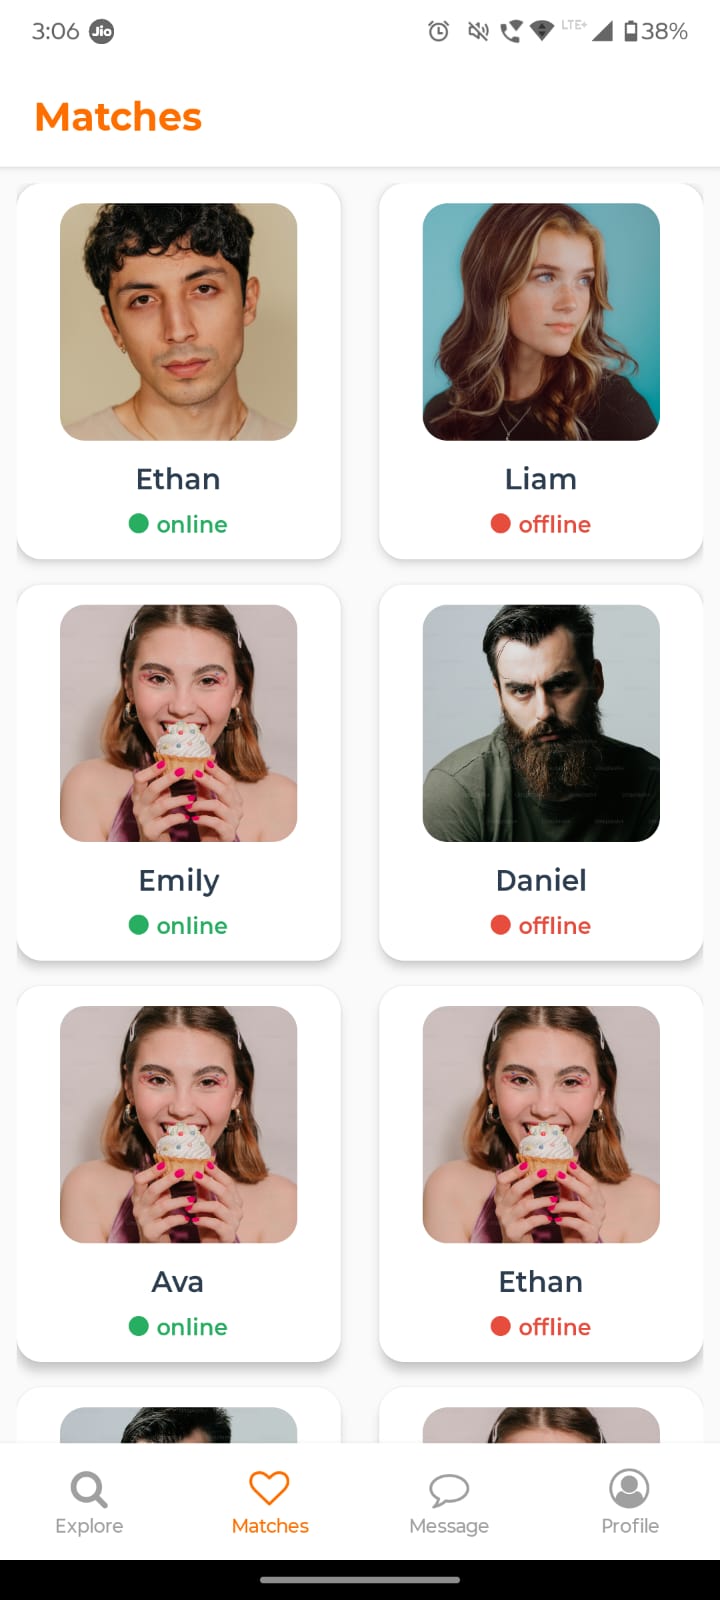 3:06 Jio LTE+ 38%
Matches
Ethan Liam
online offline
Emily Daniel
online offline
Ava Ethan
online offline
Explore Matches Message Profile